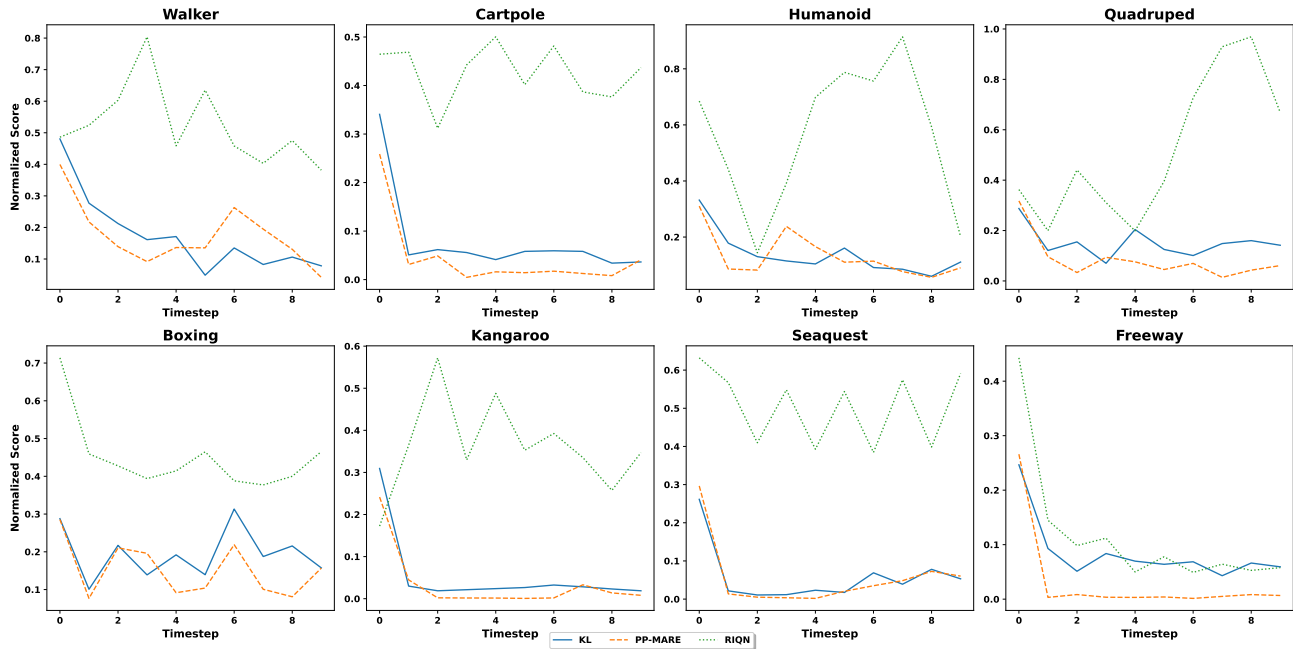 Walker
Cartpole
Humanoid
Quadruped
Normalized Score
0.8
0.7
0.6
0.5
0.4
0.3
0.2
0.1
0 2 4 6 8
Timestep
0.5
0.4
0.3
0.2
0.1
0.0
0 2 4 6 8
Timestep
0.8
0.6
0.4
0.2
0 2 4 6 8
Timestep
1.0
0.8
0.6
0.4
0.2
0.0
0 2 4 6 8
Timestep
Boxing
Kangaroo
Seaquest
Freeway
Normalized Score
0.7
0.6
0.5
0.4
0.3
0.2
0.1
0 2 4 6 8
Timestep
0.6
0.5
0.4
0.3
0.2
0.1
0.0
0 2 4 6 8
Timestep
0.6
0.5
0.4
0.3
0.2
0.1
0.0
0 2 4 6 8
Timestep
0.4
0.3
0.2
0.1
0.0
0 2 4 6 8
Timestep
KL PP-MARE RIQN